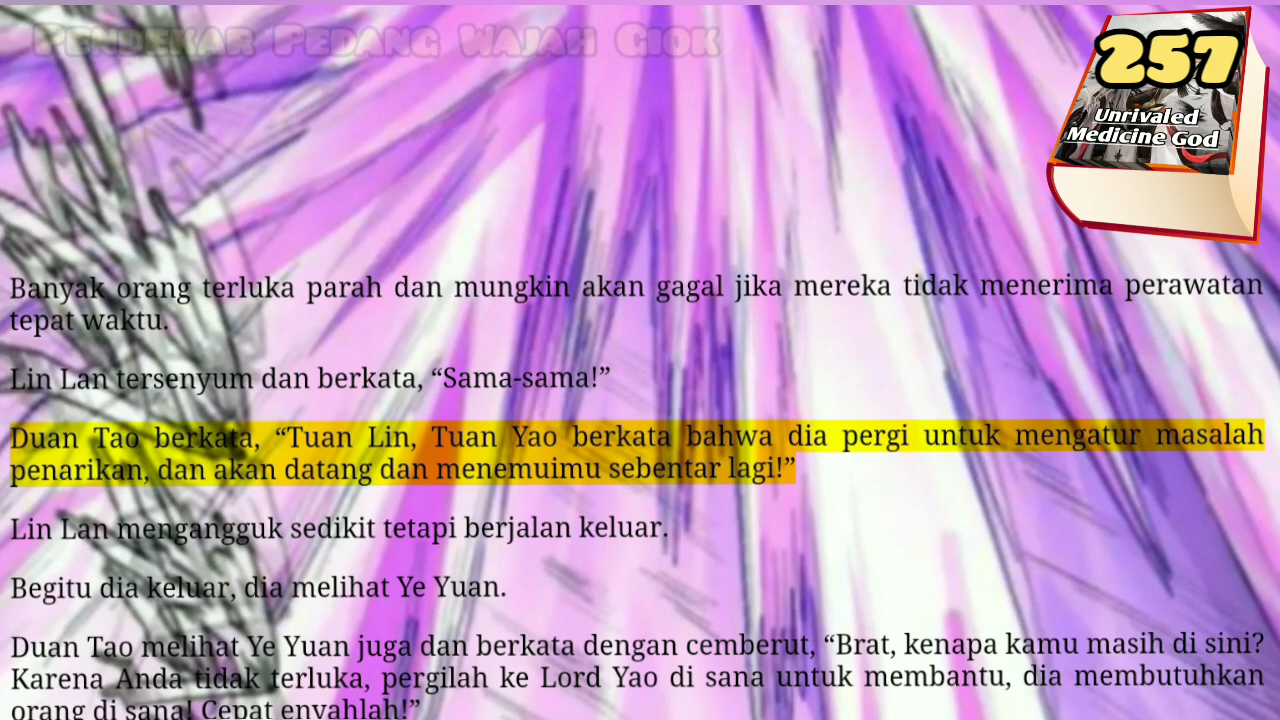 Pendekar Pedang Wajah Giok
257
Unrivaled
Medicine God
Banyak orang terluka parah dan mungkin akan gagal jika mereka tidak menerima perawatan
tepat waktu.
Lin Lan tersenyum dan berkata, “Sama-sama!”
Duan Tao berkata, “Tuan Lin, Tuan Yao berkata bahwa dia pergi untuk mengatur masalah
penarikan, dan akan datang dan menemuimu sebentar lagi!”
Lin Lan mengangguk sedikit tetapi berjalan keluar.
Begitu dia keluar, dia melihat Ye Yuan.
Duan Tao melihat Ye Yuan juga dan berkata dengan cemberut, “Brat, kenapa kamu masih di sini?
Karena Anda tidak terluka, pergilah ke Lord Yao di sana untuk membantu, dia membutuhkan
orang di sana! Cepat enyahlah!”